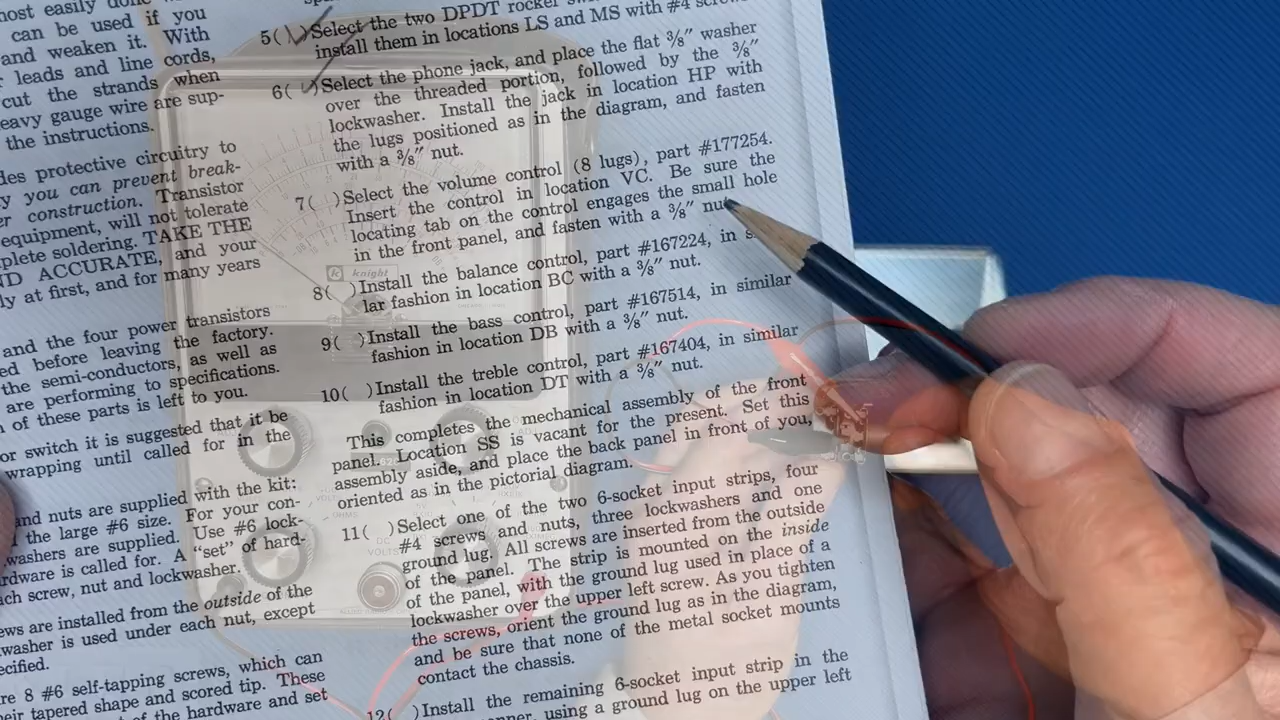 most easily done
can be used if you
and weaken it. With
leads and line cords,
cut the strands when
heavy gauge wire are sup-
the instructions.
des protective circuitry to
y you can prevent break-
er construction. Transistor
equipment, will not tolerate
plete soldering. TAKE THE
ND ACCURATE, and your
ly at first, and for many years
and the four power transistors
ed before leaving the factory.
the semi-conductors, as well as
are performing to specifications.
n of these parts is left to you.
or switch it is suggested that it be
wrapping until called for in the
and nuts are supplied with the kit:
the large #6 size. For your con-
washers are supplied. Use #6 lock-
rdware is called for. A "set" of hard-
ach screw, nut and lockwasher.
ews are installed from the outside of the
washer is used under each nut, except
ecified.
re 8 #6 self-tapping screws, which can
eir tapered shape and scored tip. These
of the hardware and set
5( )Select the two DPDT rocker
install them in locations LS and MS with #4 screws
6( )Select the phone jack, and place the flat 3/8″ washer
over the threaded portion, followed by the 3/8″
lockwasher. Install the jack in location HP with
the lugs positioned as in the diagram, and fasten
with a 3/8″ nut.
7( )Select the volume control (8 lugs), part #177254.
Insert the control in location VC. Be sure the
locating tab on the control engages the small hole
in the front panel, and fasten with a 3/8″ nut
8( )Install the balance control, part #167224, in
lar fashion in location BC with a 3/8″ nut.
9( )Install the bass control, part #167514, in similar
fashion in location DB with a 3/8″ nut.
10( )Install the treble control, part #167404, in similar
fashion in location DT with a 3/8″ nut.
This completes the mechanical assembly of the front
panel. Location SS is vacant for the present. Set this
assembly aside, and place the back panel in front of you,
oriented as in the pictorial diagram.
11( )Select one of the two 6-socket input strips, four
#4 screws and nuts, three lockwashers and one
ground lug. All screws are inserted from the outside
of the panel. The strip is mounted on the inside
of the panel, with the ground lug used in place of a
lockwasher over the upper left screw. As you tighten
the screws, orient the ground lug as in the diagram,
and be sure that none of the metal socket mounts
contact the chassis.
12( )Install the remaining 6-socket input strip in the
using a ground lug on the upper left
k knight
OHMS
DC
VOLTS